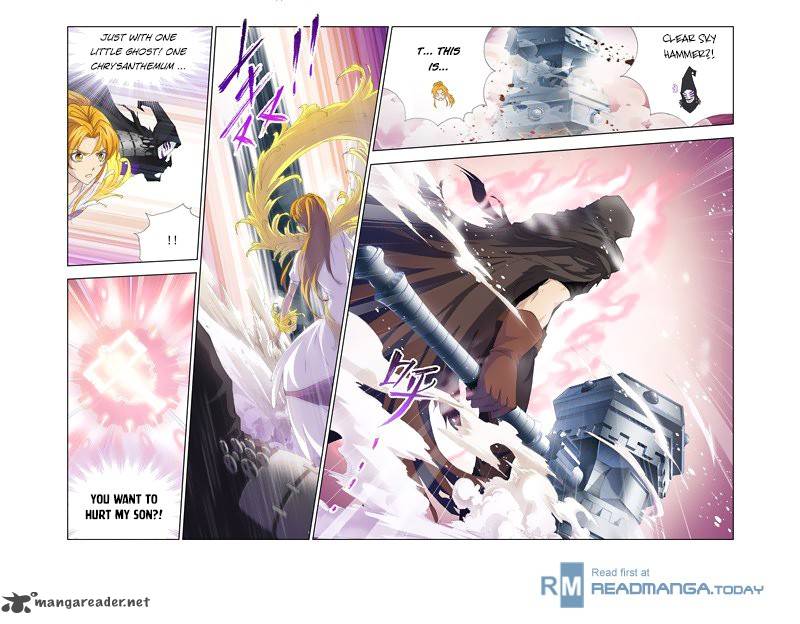 JUST WITH ONE
LITTLE GHOST! ONE
CHRYSANTHEMUM ...
!!
YOU WANT TO
HURT MY SON?!
!!
T... THIS
IS...
CLEAR SKY
HAMMER?!
呼
mangareader.net
Read first at
RM READMANGA.TODAY